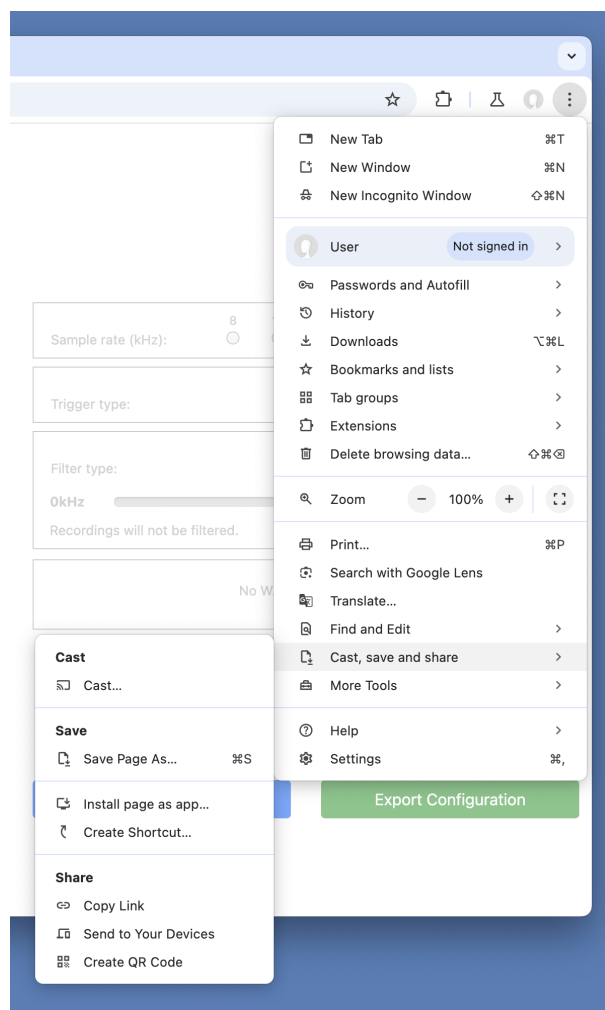 New Tab ⌘T
New Window ⌘N
New Incognito Window ⇧⌘N
User Not signed in
Passwords and Autofill
History
Downloads ⌥⌘L
Bookmarks and lists
Tab groups
Extensions
Delete browsing data... ⇧⌘⌫
Zoom − 100% +
Print... ⌘P
Search with Google Lens
Translate...
Find and Edit
Cast, save and share
More Tools
Help
Settings ⌘,
Cast
Cast...
Save
Save Page As... ⌘S
Install page as app...
Create Shortcut...
Share
Copy Link
Send to Your Devices
Create QR Code
8
Sample rate (kHz):
Trigger type:
Filter type:
0kHz
Recordings will not be filtered.
No
Export Configuration